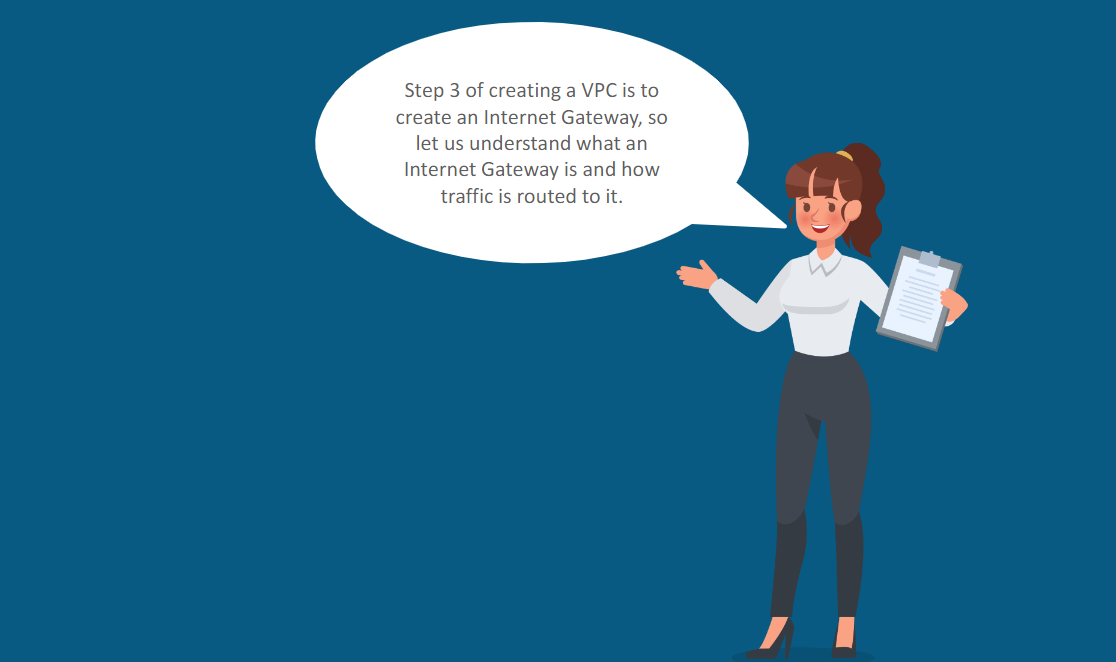 Step 3 of creating a VPC is to
create an Internet Gateway, so
let us understand what an
Internet Gateway is and how
traffic is routed to it.